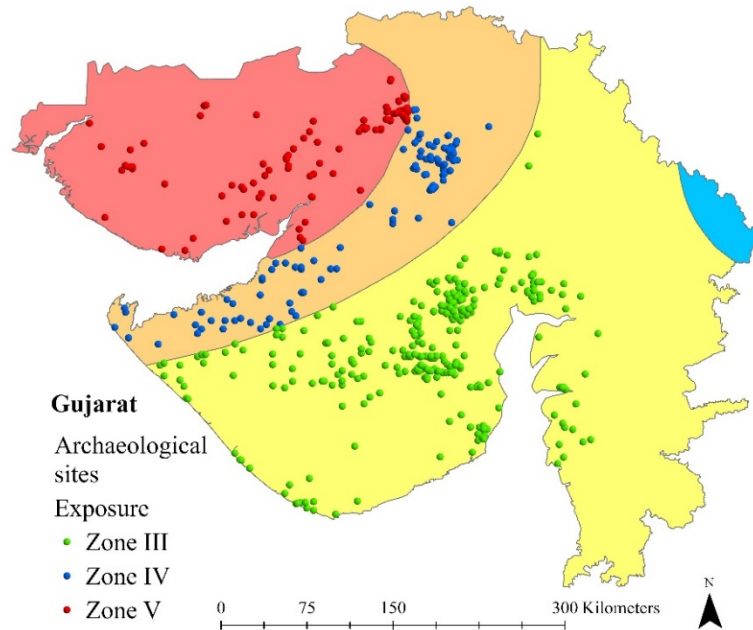 Gujarat
Archaeological
sites
Exposure
Zone III
Zone IV
Zone V
0 75 150 300 Kilometers
N